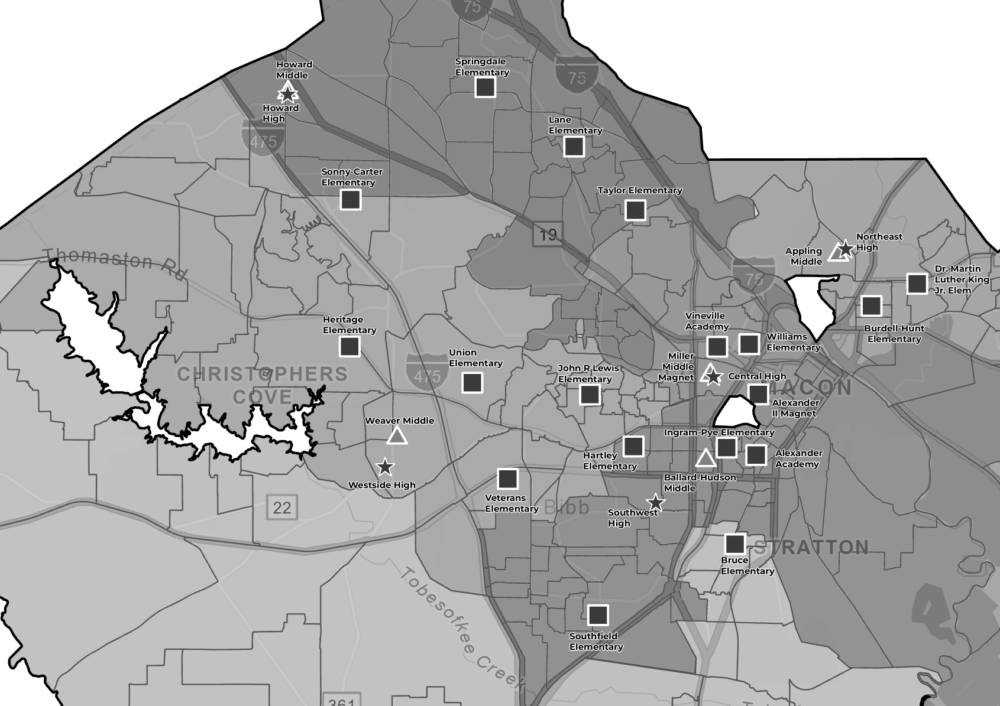 75
Howard
Middle
Springdale
Elementary
75
Howard
High
Lane
Elementary
475
Sonny-Carter
Elementary
Taylor Elementary
19
Northeast
High
Appling
Middle
Thomaston Rd
75
Dr. Martin
Luther King
Jr. Elem
Vineville
Academy
Heritage
Elementary
Burdell-Hunt
Elementary
Williams
Elementary
Union
Elementary
Miller
Middle
Magnet
John R Lewis
Elementary
CHRISTOPHERS
COVE
475
Central High
MACON
Alexander
II Magnet
Weaver Middle
Ingram-Pye Elementary
Hartley
Elementary
Alexander
Academy
Westside High
Ballard-Hudson
Middle
Veterans
Elementary
22
Bibb
Southwest
High
STRATTON
Bruce
Elementary
Tobesofkee Creek
Southfield
Elementary
361